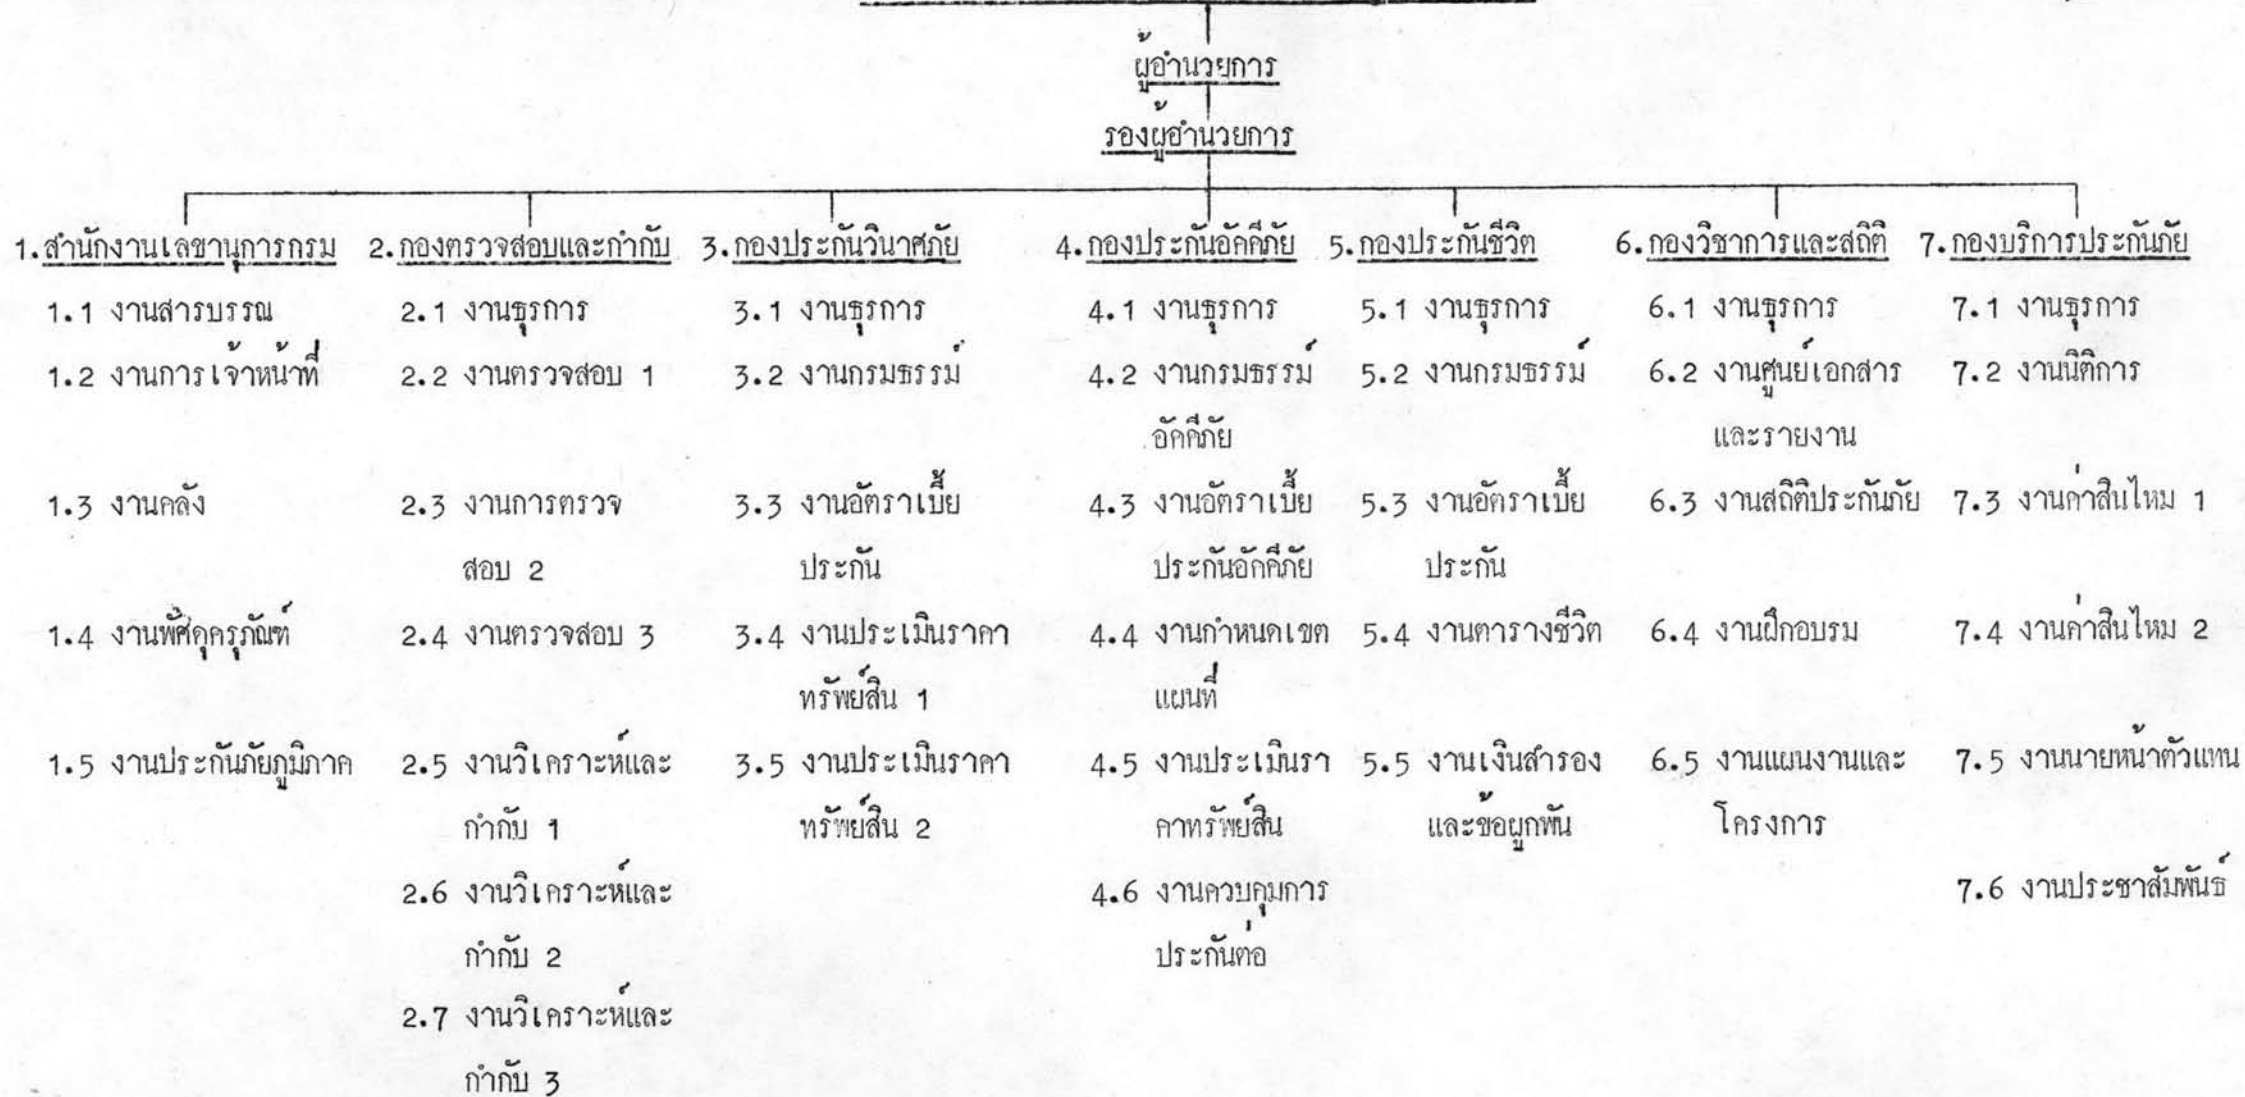 ผู้อำนวยการ
รองผู้อำนวยการ
1.สำนักงานเลขานุการกรม
1.1 งานสารบรรณ
1.2 งานการเจ้าหน้าที่
1.3 งานคลัง
1.4 งานพัศดุครุภัณฑ์
1.5 งานประกันภัยภูมิภาค
2.กองตรวจสอบและกำกับ
2.1 งานธุรการ
2.2 งานตรวจสอบ 1
2.3 งานการตรวจ
สอบ 2
2.4 งานตรวจสอบ 3
2.5 งานวิเคราะห์และ
กำกับ 1
2.6 งานวิเคราะห์และ
กำกับ 2
2.7 งานวิเคราะห์และ
กำกับ 3
3.กองประกันวินาศภัย
3.1 งานธุรการ
3.2 งานกรมธรรม์
3.3 งานอัตราเบี้ย
ประกัน
3.4 งานประเมินราคา
ทรัพย์สิน 1
3.5 งานประเมินราคา
ทรัพย์สิน 2
4.กองประกันอัคคีภัย
4.1 งานธุรการ
4.2 งานกรมธรรม์
อัคคีภัย
4.3 งานอัตราเบี้ย
ประกันอัคคีภัย
4.4 งานกำหนดเขต
แผนที่
4.5 งานประเมินรา
คาทรัพย์สิน
4.6 งานควบคุมการ
ประกันต่อ
5.กองประกันชีวิต
5.1 งานธุรการ
5.2 งานกรมธรรม์
5.3 งานอัตราเบี้ย
ประกัน
5.4 งานตารางชีวิต
5.5 งานเงินสำรอง
และข้อผูกพัน
6.กองวิชาการและสถิติ
6.1 งานธุรการ
6.2 งานศูนย์เอกสาร
และรายงาน
6.3 งานสถิติประกันภัย
6.4 งานฝึกอบรม
6.5 งานแผนงานและ
โครงการ
7.กองบริการประกันภัย
7.1 งานธุรการ
7.2 งานนิติการ
7.3 งานค่าสินไหม 1
7.4 งานค่าสินไหม 2
7.5 งานนายหน้าตัวแทน
7.6 งานประชาสัมพันธ์